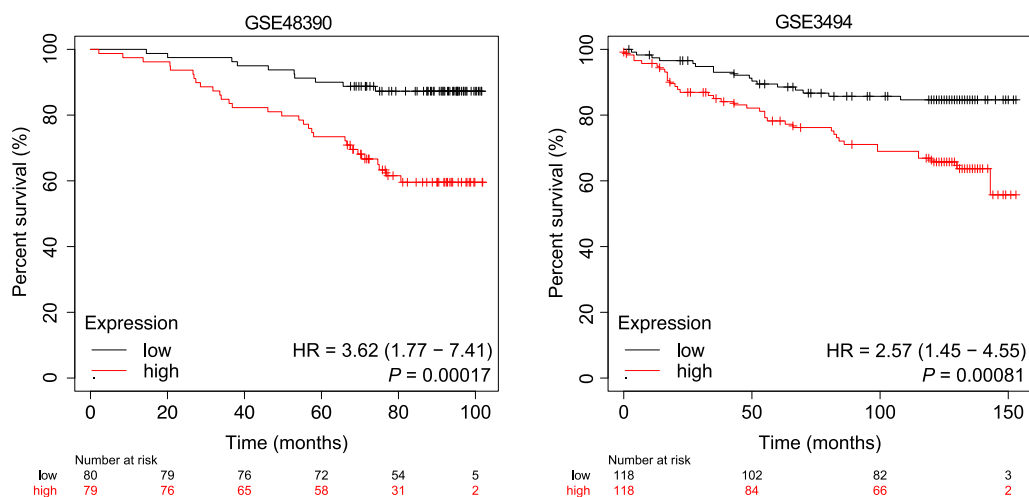 GSE48390
Percent survival (%)
100
80
60
40
20
0
Expression
low
high
HR = 3.62 (1.77 − 7.41)
P = 0.00017
0 20 40 60 80 100
Time (months)
Number at risk
low 80 79 76 72 54 5
high 79 76 65 58 31 2
GSE3494
Percent survival (%)
100
80
60
40
20
0
Expression
low
high
HR = 2.57 (1.45 − 4.55)
P = 0.00081
0 50 100 150
Time (months)
Number at risk
low 118 102 82 3
high 118 84 66 2